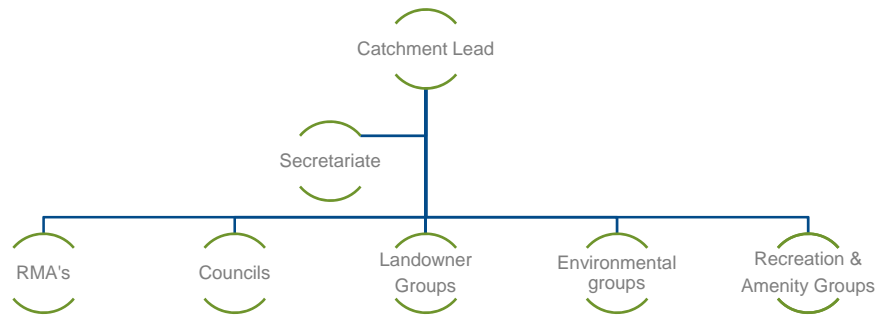 Catchment Lead
Secretariate
RMA's
Councils
Landowner
Groups
Environmental
groups
Recreation &
Amenity Groups